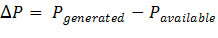 ΔP = P_generated − P_available